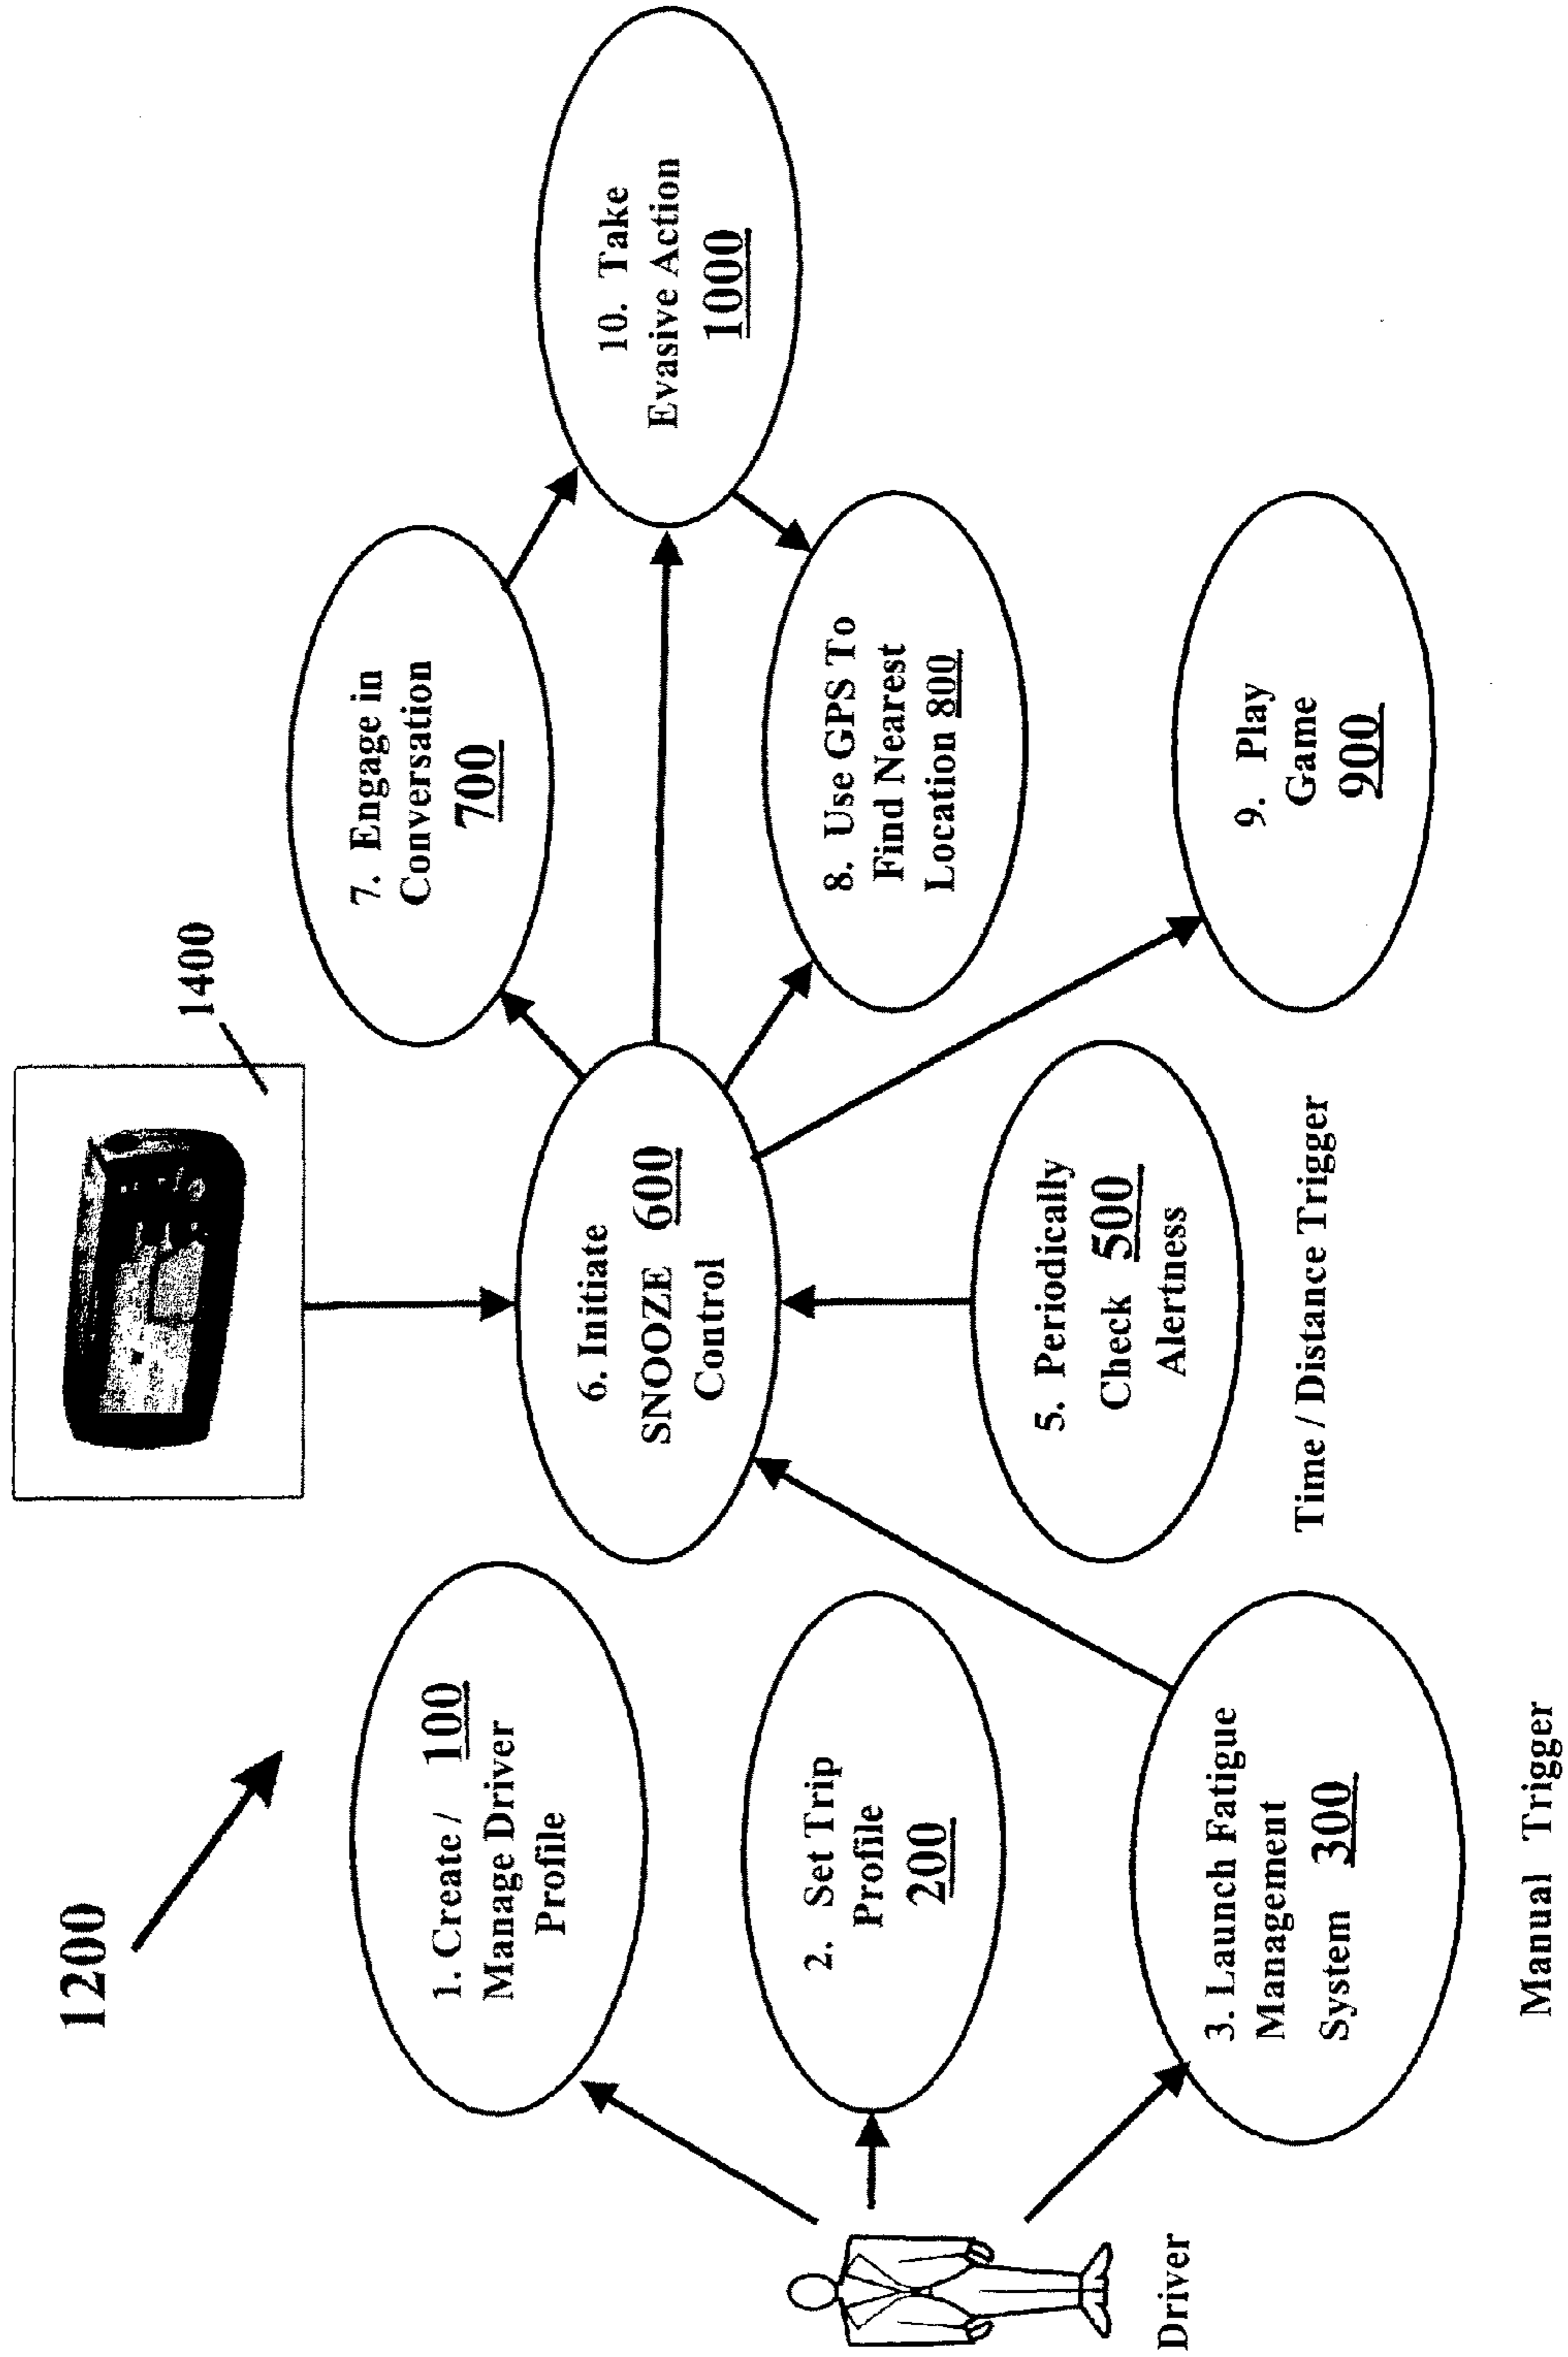 1200
1400
1. Create / 100
Manage Driver
Profile
2. Set Trip
Profile
200
3. Launch Fatigue
Management
System 300
Manual Trigger
Driver
6. Initiate
SNOOZE 600
Control
5. Periodically
Check 500
Alertness
Time / Distance Trigger
7. Engage in
Conversation
700
8. Use GPS To
Find Nearest
Location 800
9. Play
Game
900
10. Take
Evasive Action
1000